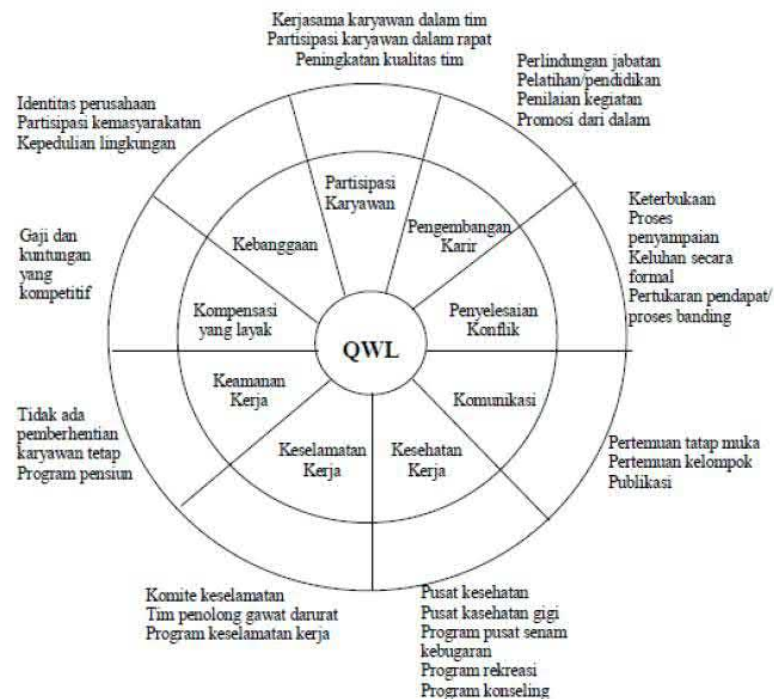 Kerjasama karyawan dalam tim
Partisipasi karyawan dalam rapat
Peningkatan kualitas tim
Perlindungan jabatan
Pelatihan/pendidikan
Penilaian kegiatan
Promosi dari dalam
Identitas perusahaan
Partisipasi kemasyarakatan
Kepedulian lingkungan
Partisipasi
Karyawan
Pengembangan
Karir
Kebanggaan
Keterbukaan
Proses
penyampaian
Keluhan secara
formal
Pertukaran pendapat/
proses banding
Gaji dan
kuntungan
yang
kompetitif
Kompensasi
yang layak
QWL
Penyelesaian
Konflik
Keamanan
Kerja
Komunikasi
Keselamatan
Kerja
Kesehatan
Kerja
Tidak ada
pemberhentian
karyawan tetap
Program pensiun
Pertemuan tatap muka
Pertemuan kelompok
Publikasi
Komite keselamatan
Tim penolong gawat darurat
Program keselamatan kerja
Pusat kesehatan
Pusat kasehatan gigi
Program pusat senam
kebugaran
Program rekreasi
Program konseling